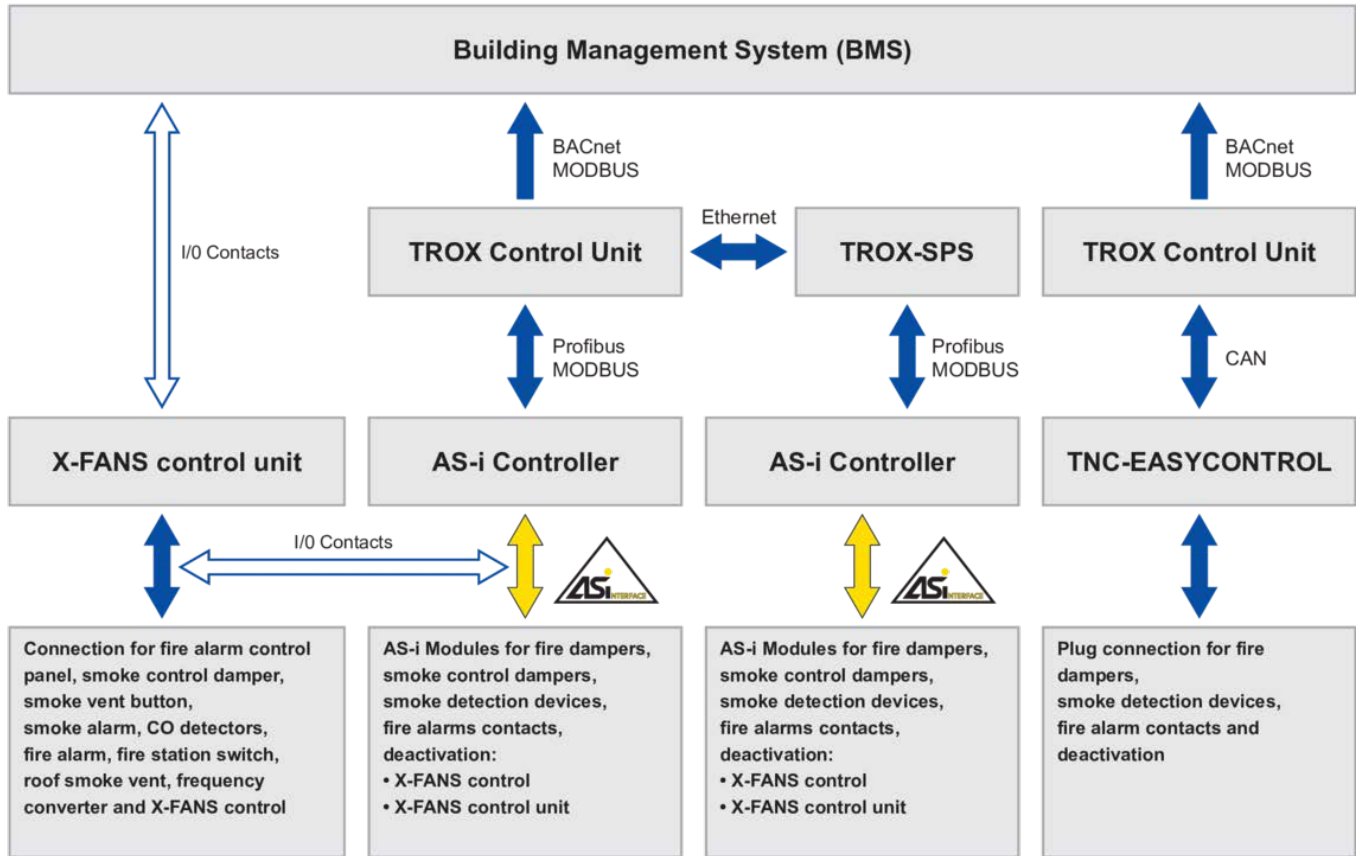 Building Management System (BMS)
BACnet
MODBUS
BACnet
MODBUS
I/0 Contacts
Ethernet
TROX Control Unit
TROX-SPS
TROX Control Unit
Profibus
MODBUS
Profibus
MODBUS
CAN
X-FANS control unit
AS-i Controller
AS-i Controller
TNC-EASYCONTROL
I/0 Contacts
ASi INTERFACE
ASi INTERFACE
Connection for fire alarm control
panel, smoke control damper,
smoke vent button,
smoke alarm, CO detectors,
fire alarm, fire station switch,
roof smoke vent, frequency
converter and X-FANS control
AS-i Modules for fire dampers,
smoke control dampers,
smoke detection devices,
fire alarms contacts,
deactivation:
• X-FANS control
• X-FANS control unit
AS-i Modules for fire dampers,
smoke control dampers,
smoke detection devices,
fire alarms contacts,
deactivation:
• X-FANS control
• X-FANS control unit
Plug connection for fire
dampers,
smoke detection devices,
fire alarm contacts and
deactivation